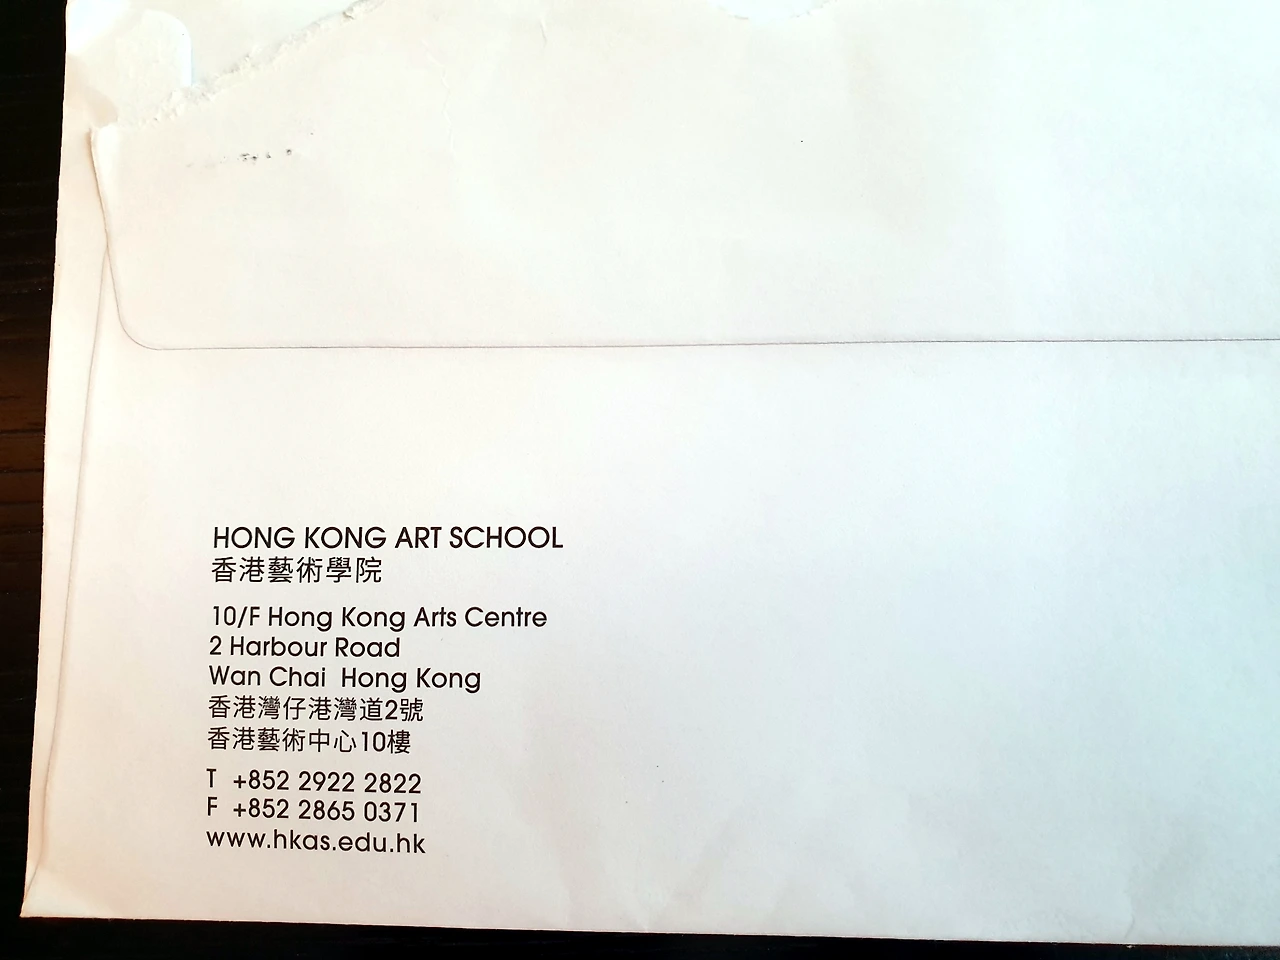 HONG KONG ART SCHOOL
香港藝術學院
10/F Hong Kong Arts Centre
2 Harbour Road
Wan Chai Hong Kong
香港灣仔港灣道2號
香港藝術中心10樓
T +852 2922 2822
F +852 2865 0371
www.hkas.edu.hk